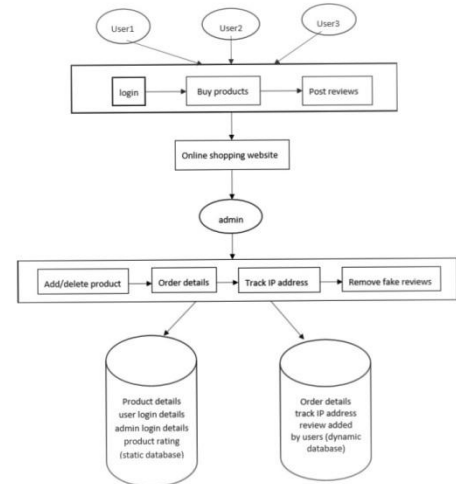 User1
User2
User3
login
Buy products
Post reviews
Online shopping website
admin
Add/delete product
Order details
Track IP address
Remove fake reviews
Product details
user login details
admin login details
product rating
(static database)
Order details
track IP address
review added
by users (dynamic
database)